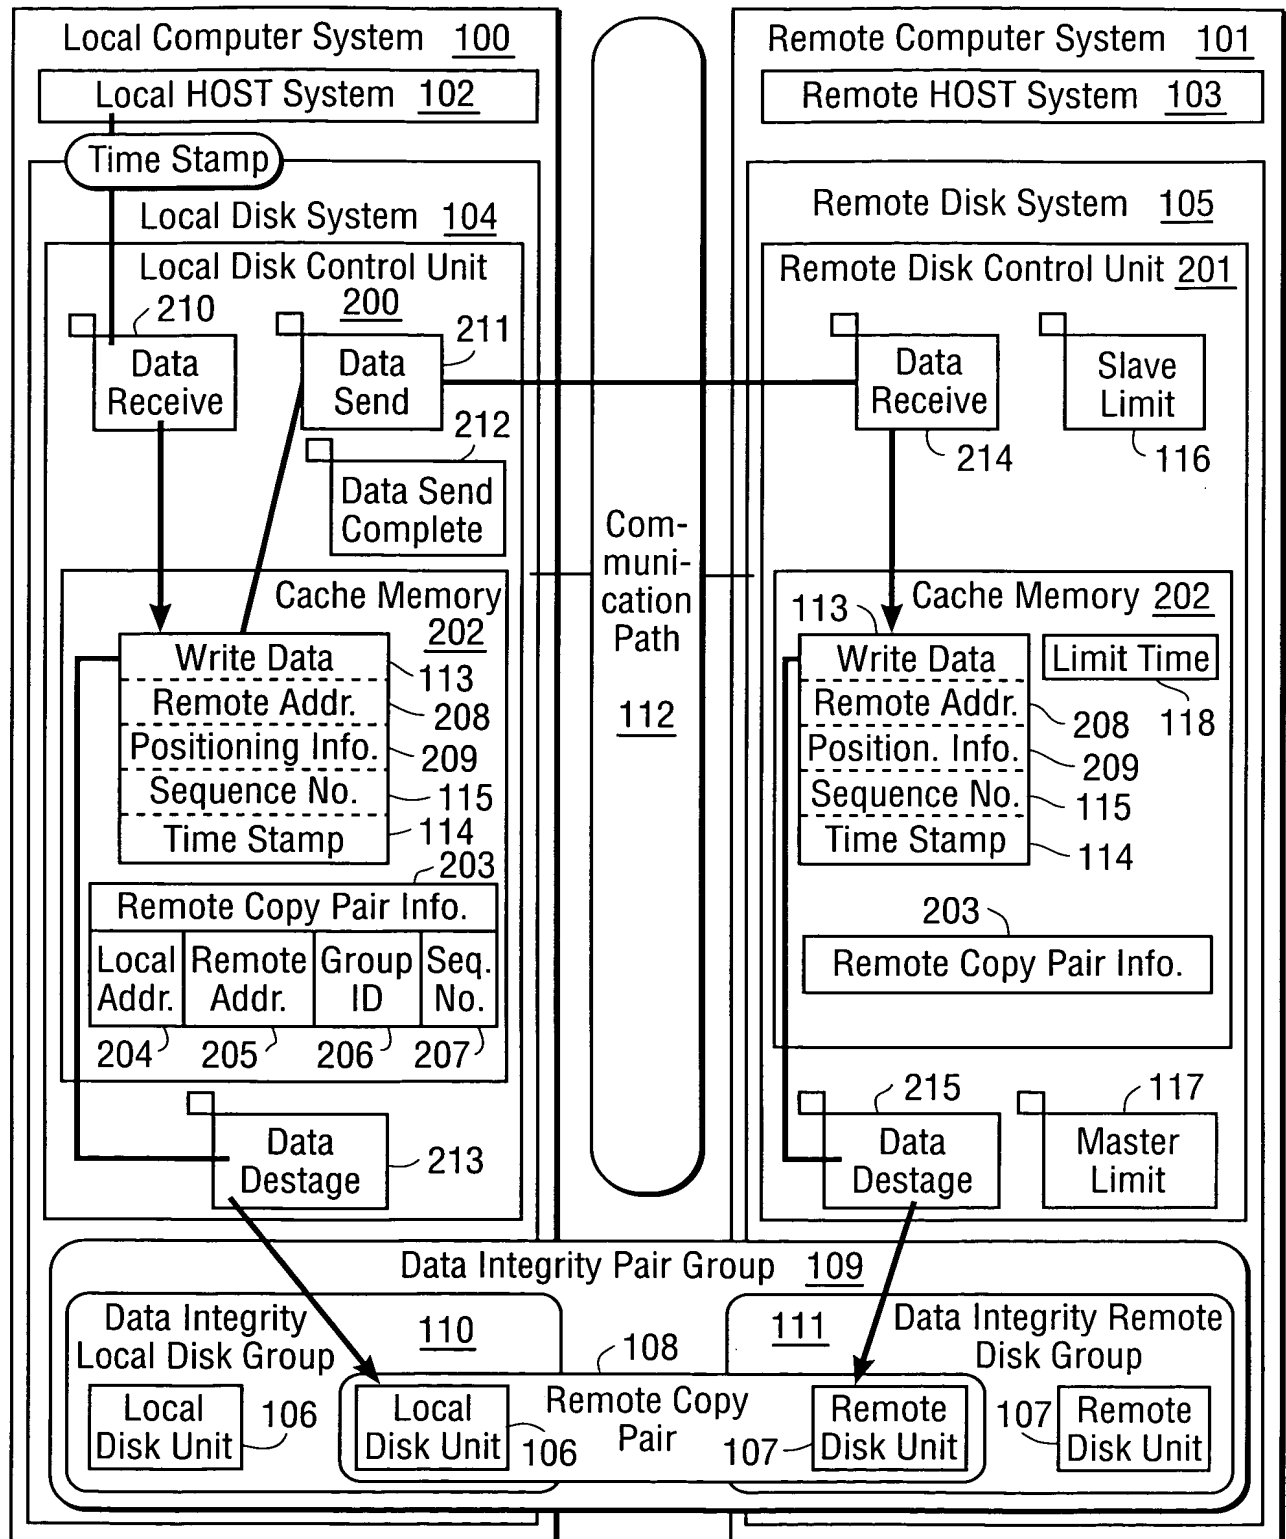 Local Computer System 100
Local HOST System 102
Time Stamp
Local Disk System 104
Local Disk Control Unit
200
210
Data
Receive
Data
Send
211
212
Data Send
Complete
Cache Memory
202
Write Data
113
Remote Addr.
208
Positioning Info.
209
Sequence No.
115
Time Stamp
114
203
Remote Copy Pair Info.
Local
Addr.
Remote
Addr.
Group
ID
Seq.
No.
204
205
206
207
Data
Destage
213
Com-
muni-
cation
Path
112
Remote Computer System 101
Remote HOST System 103
Remote Disk System 105
Remote Disk Control Unit 201
Data
Receive
214
Slave
Limit
116
Cache Memory 202
113
Write Data
Limit Time
118
Remote Addr.
208
Position. Info.
209
Sequence No.
115
Time Stamp
114
203
Remote Copy Pair Info.
215
Data
Destage
117
Master
Limit
Data Integrity Pair Group 109
Data Integrity
Local Disk Group
110
108
111
Data Integrity Remote
Disk Group
Local
Disk Unit
106
Local
Disk Unit
106
Remote Copy
Pair
107
Remote
Disk Unit
107
Remote
Disk Unit